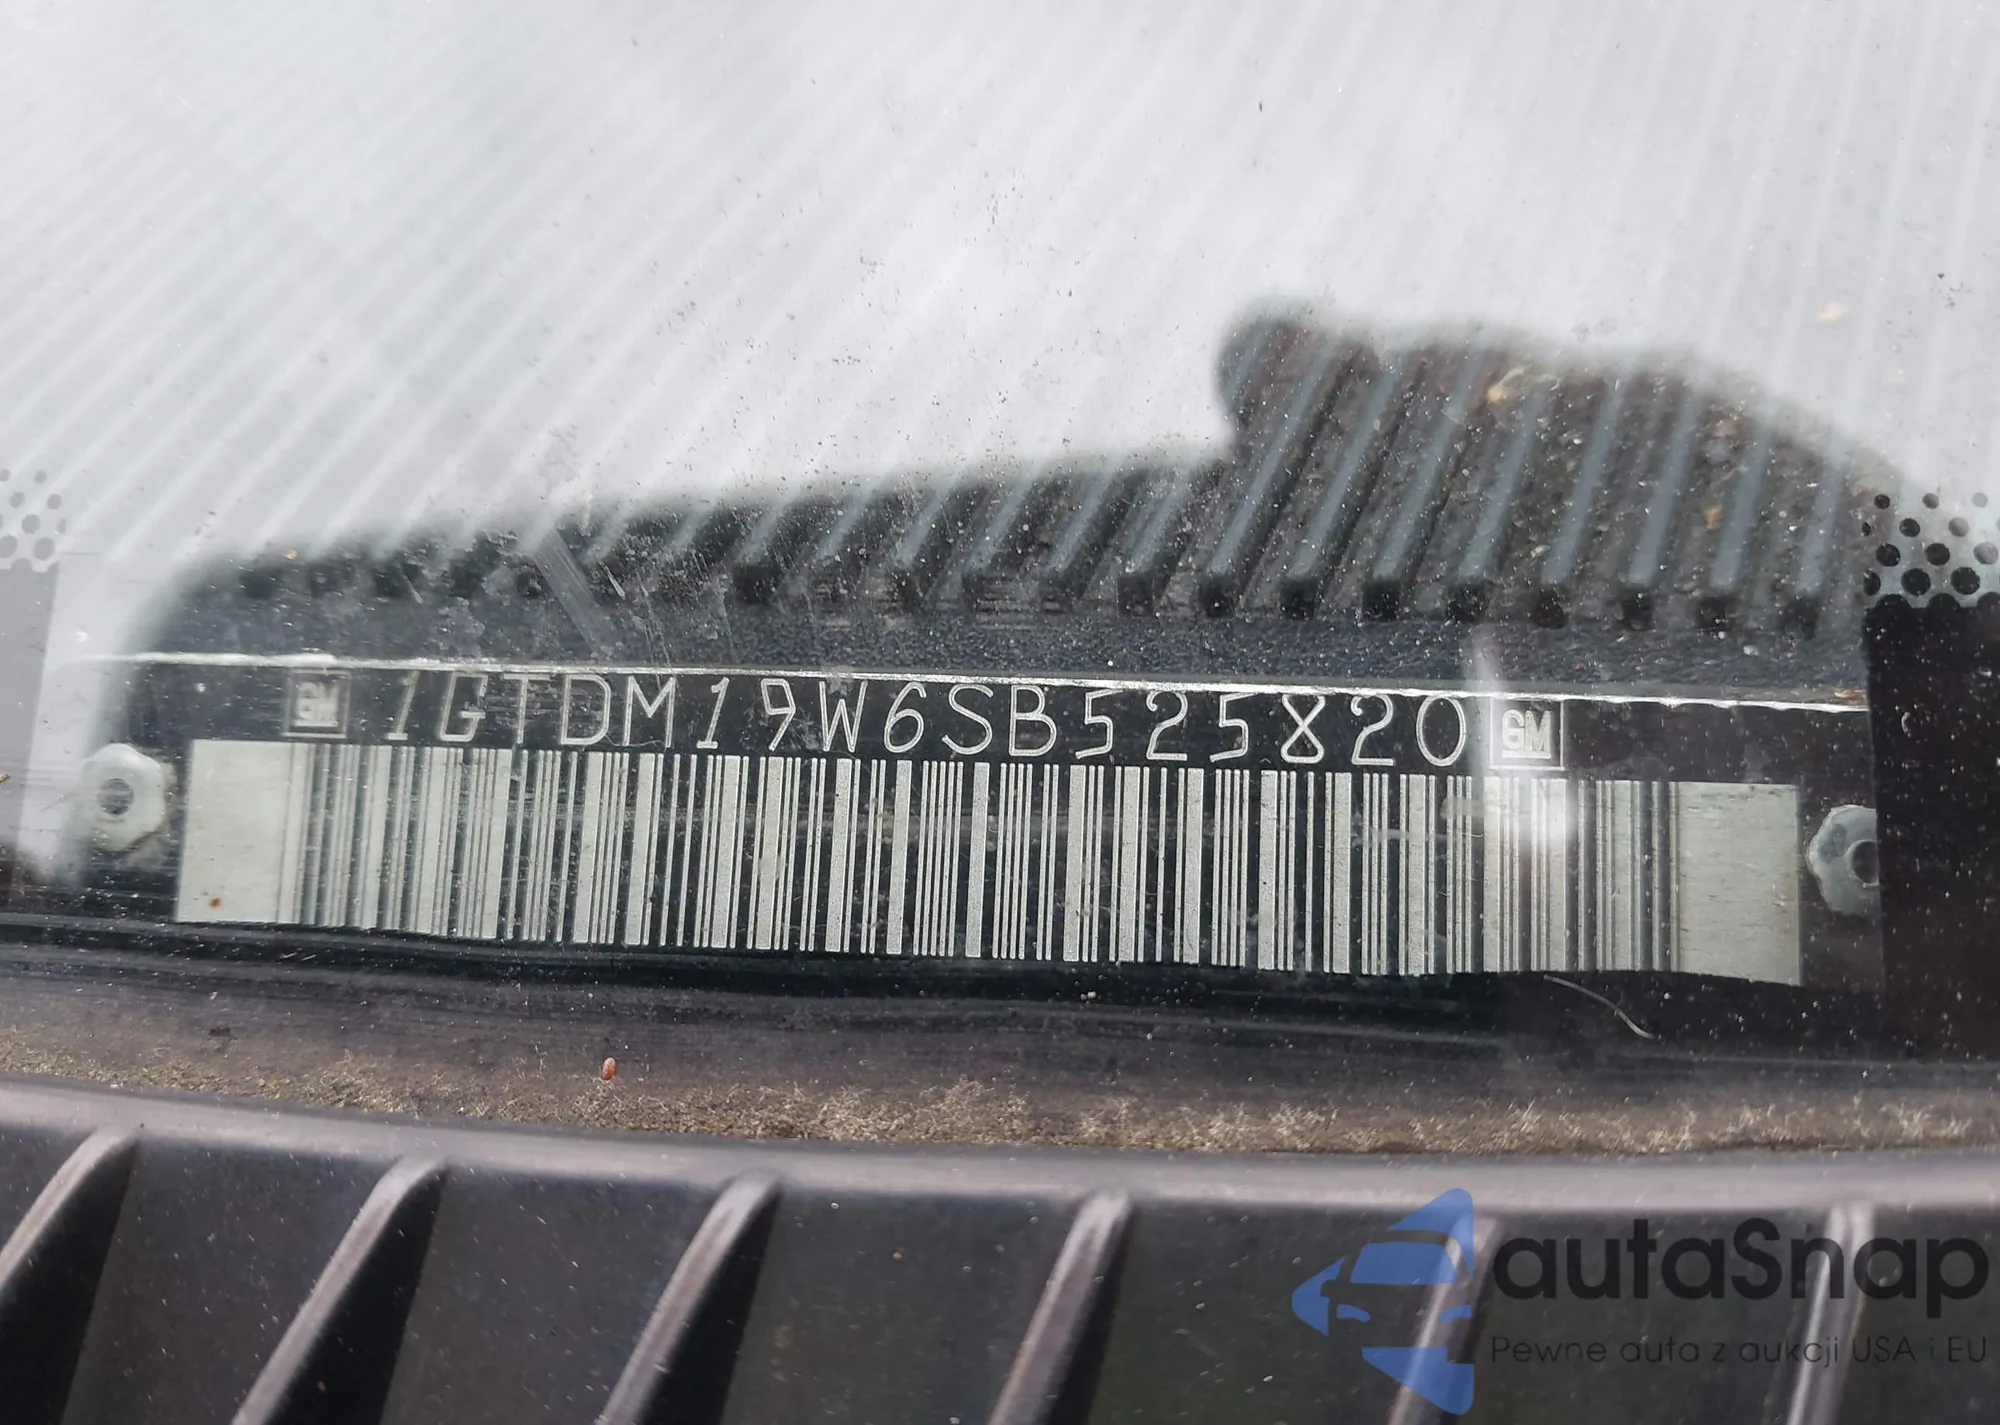 GM 1GTDM19W6SB525820 GM
autaSnap
Pewne auta z aukcji USA i EU